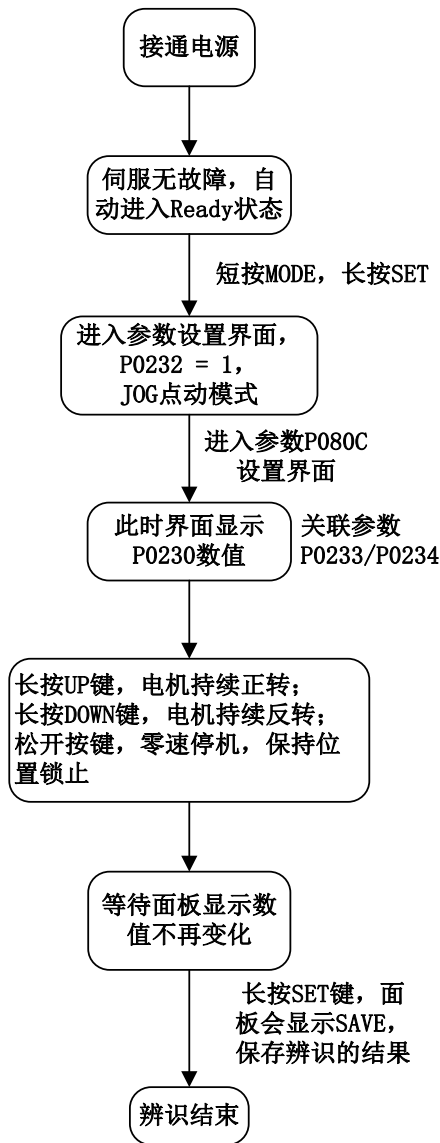 接通电源
伺服无故障，自
动进入Ready状态
短按MODE，长按SET
进入参数设置界面，
P0232 = 1，
JOG点动模式
进入参数P080C
设置界面
此时界面显示
P0230数值
关联参数
P0233/P0234
长按UP键，电机持续正转；
长按DOWN键，电机持续反转；
松开按键，零速停机，保持位
置锁止
等待面板显示数
值不再变化
长按SET键，面
板会显示SAVE，
保存辨识的结果
辨识结束